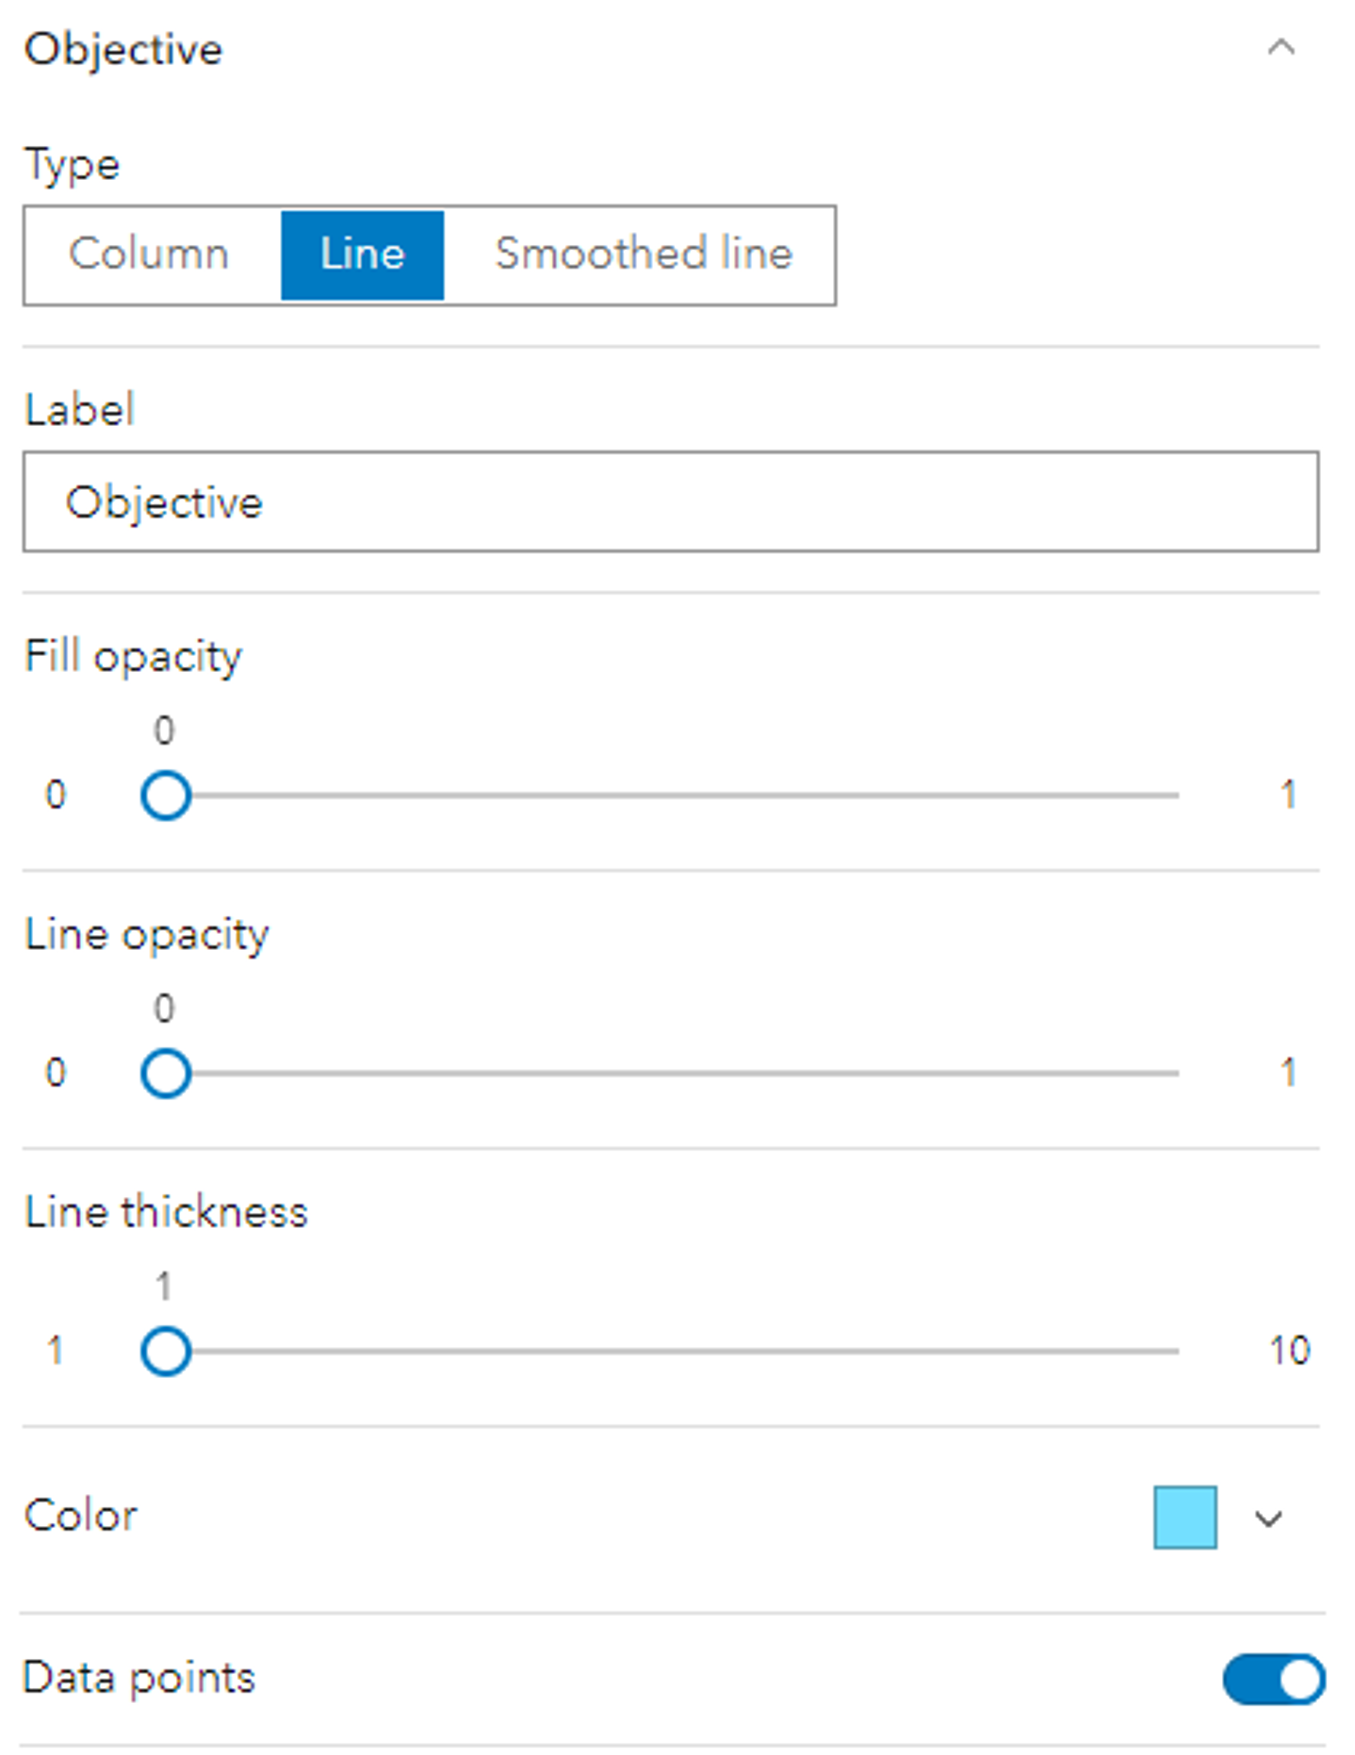 Objective
Type
Column Line Smoothed line
Label
Objective
Fill opacity
0
0 1
Line opacity
0
0 1
Line thickness
1
1 10
Color
Data points